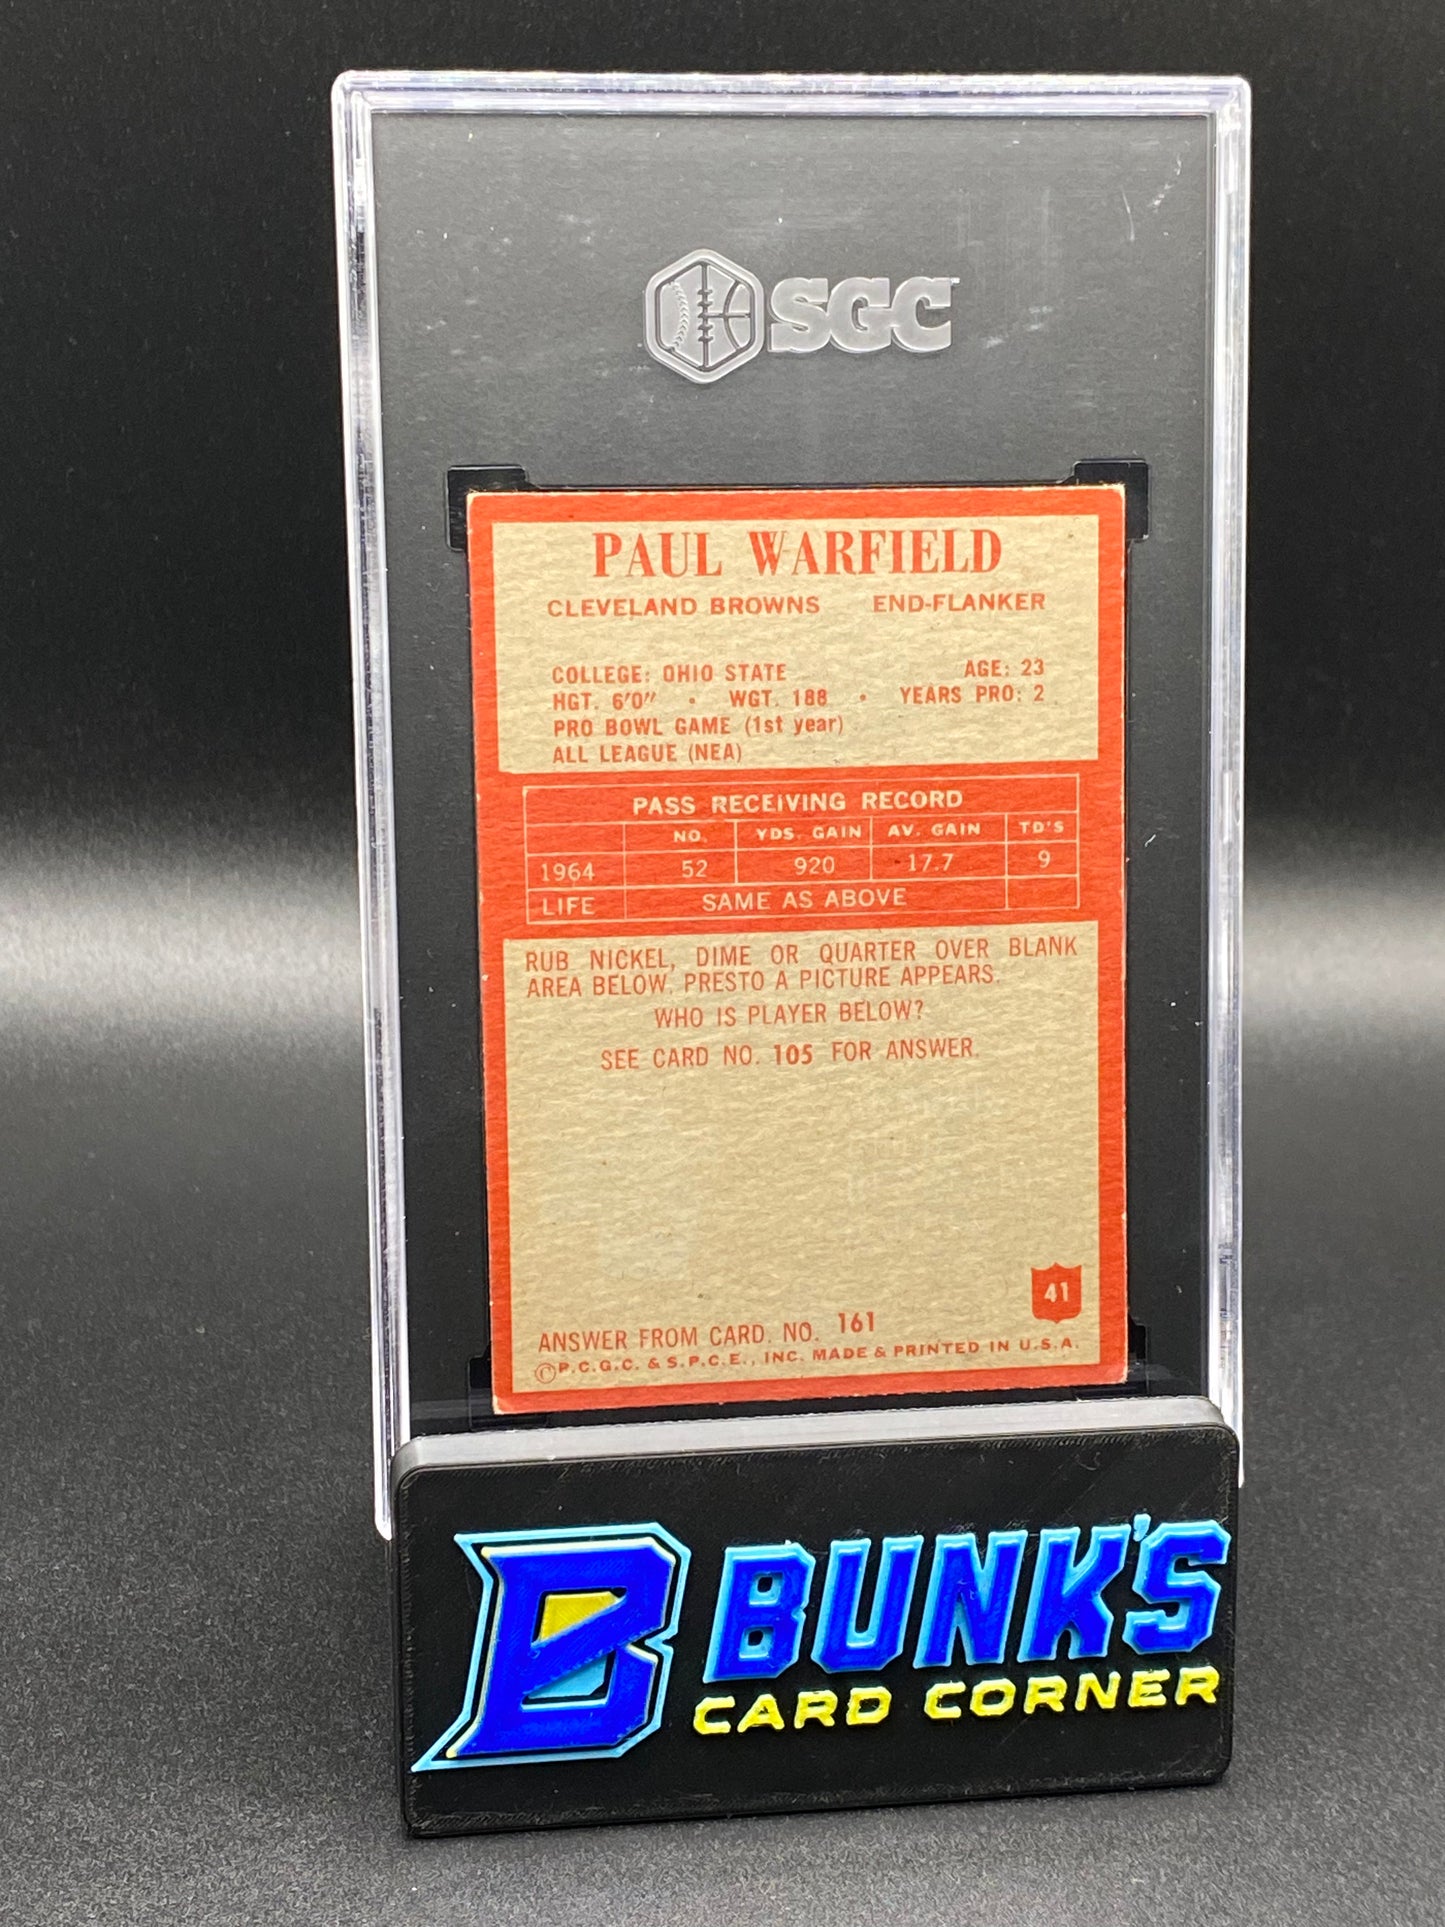 SGC
PAUL WARFIELD
CLEVELAND BROWNS END-FLANKER
COLLEGE: OHIO STATE AGE: 23
HGT. 6'0" • WGT. 188 • YEARS PRO: 2
PRO BOWL GAME (1st year)
ALL LEAGUE (NEA)
PASS RECEIVING RECORD
NO. YDS. GAIN AV. GAIN TD'S
1964 52 920 17.7 9
LIFE SAME AS ABOVE
RUB NICKEL, DIME OR QUARTER OVER BLANK
AREA BELOW. PRESTO A PICTURE APPEARS.
WHO IS PLAYER BELOW?
SEE CARD NO. 105 FOR ANSWER.
41
ANSWER FROM CARD. NO. 161
©P.C.G.C. & S.P.C.E., INC. MADE & PRINTED IN U.S.A.
B BUNK'S
CARD CORNER